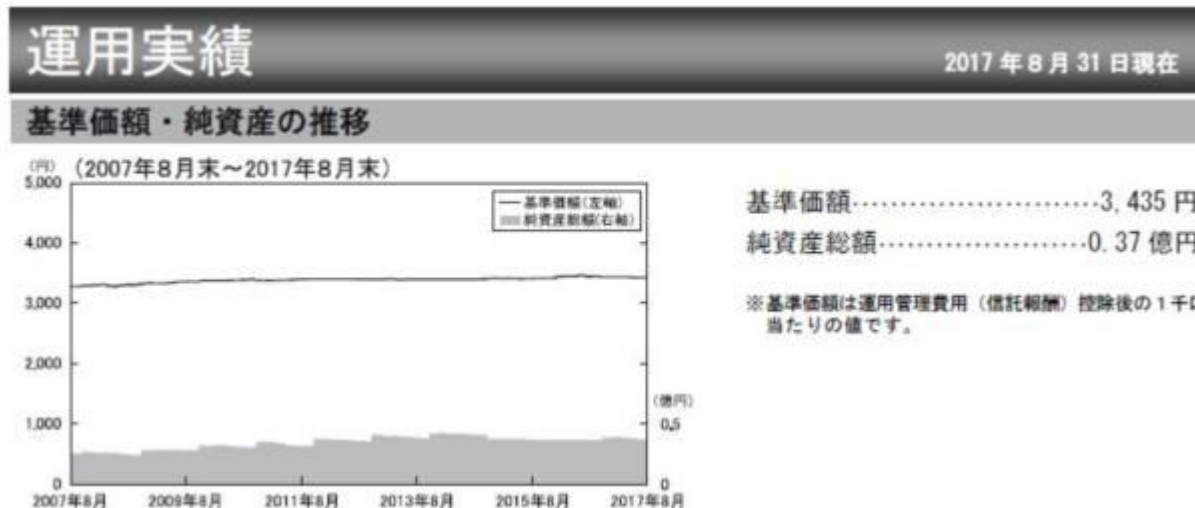 運用実績
2017年8月31日現在
基準価額・純資産の推移
(円) (2007年8月末～2017年8月末)
5,000
4,000
3,000
2,000
1,000
0
基準価額(左軸)
純資産総額(右軸)
(億円)
0.5
0
2007年8月 2009年8月 2011年8月 2013年8月 2015年8月 2017年8月
基準価額………………………3,435円
純資産総額……………………0.37億円
※基準価額は運用管理費用（信託報酬）控除後の1千口
当たりの値です。